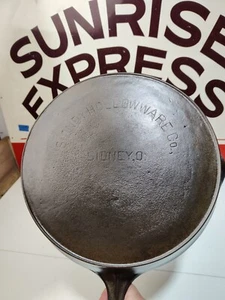 SUNRISE
EXPRESS
HOLLOWWARE Co.,
SIDNEY, O